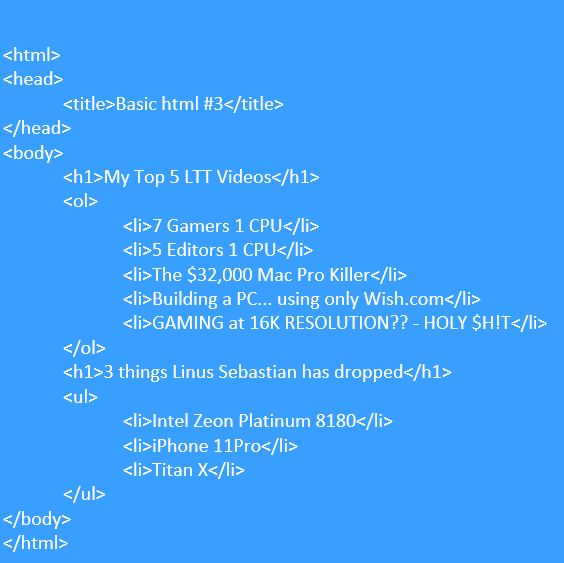 <html>
<head>
<title>Basic html #3</title>
</head>
<body>
<h1>My Top 5 LTT Videos</h1>
<ol>
<li>7 Gamers 1 CPU</li>
<li>5 Editors 1 CPU</li>
<li>The $32,000 Mac Pro Killer</li>
<li>Building a PC... using only Wish.com</li>
<li>GAMING at 16K RESOLUTION?? - HOLY $H!T</li>
</ol>
<h1>3 things Linus Sebastian has dropped</h1>
<ul>
<li>Intel Zeon Platinum 8180</li>
<li>iPhone 11Pro</li>
<li>Titan X</li>
</ul>
</body>
</html>